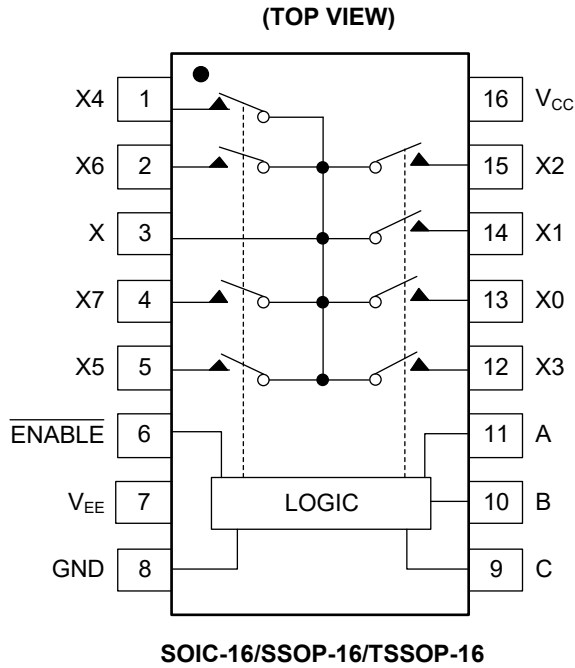 (TOP VIEW)
X4 1 16 VCC
X6 2 15 X2
X 3 14 X1
X7 4 13 X0
X5 5 12 X3
ENABLE 6 11 A
VEE 7 LOGIC 10 B
GND 8 9 C
SOIC-16/SSOP-16/TSSOP-16